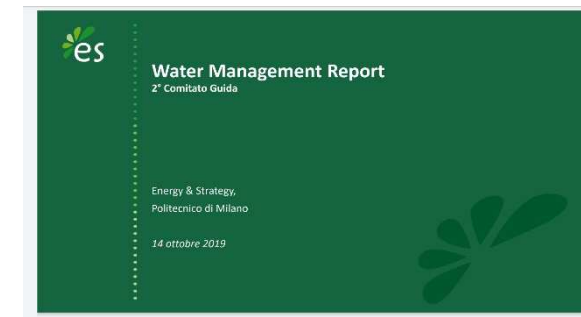 es
Water Management Report
2° Comitato Guida
Energy & Strategy,
Politecnico di Milano
14 ottobre 2019